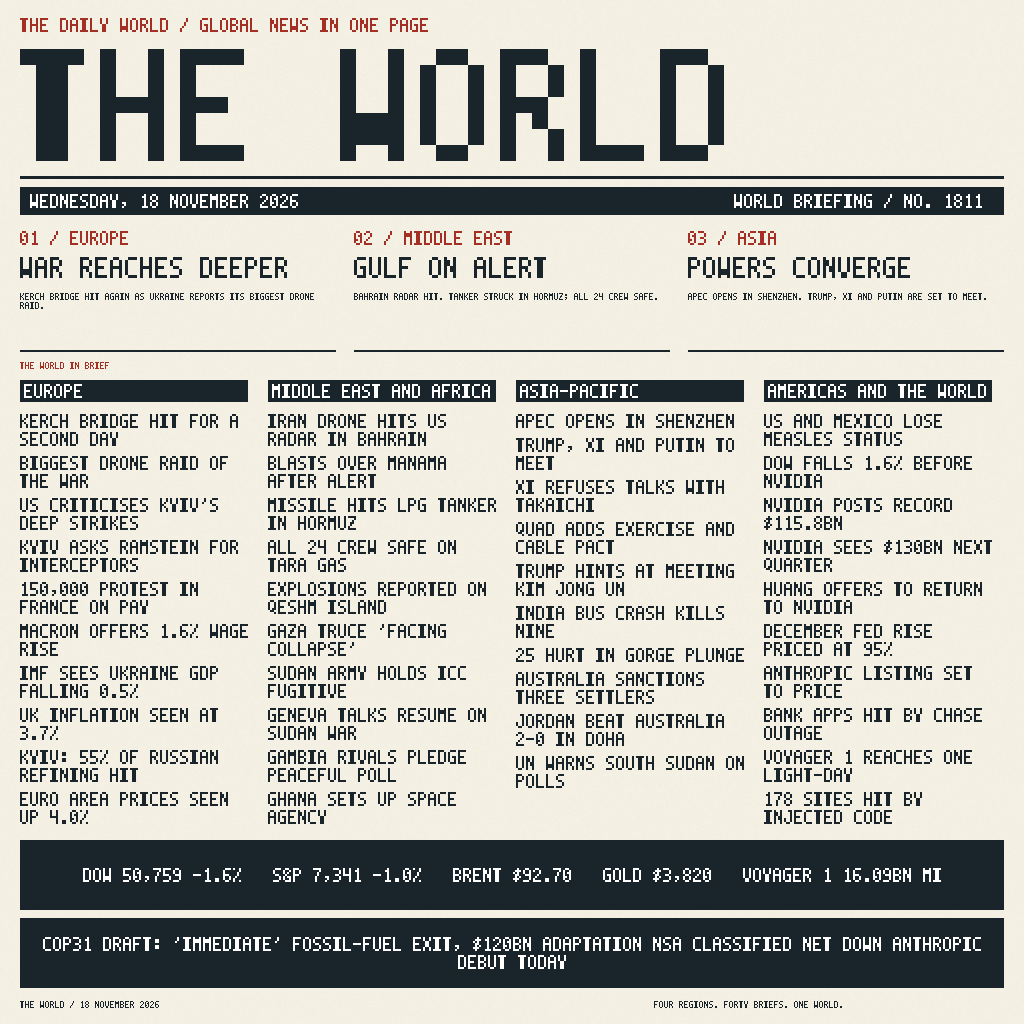 THE DAILY WORLD / GLOBAL NEWS IN ONE PAGE
THE WORLD
WEDNESDAY, 18 NOVEMBER 2026
WORLD BRIEFING / NO. 1811
01 / EUROPE
WAR REACHES DEEPER
KERCH BRIDGE HIT AGAIN AS UKRAINE REPORTS ITS BIGGEST DRONE
RAID.
02 / MIDDLE EAST
GULF ON ALERT
BAHRAIN RADAR HIT. TANKER STRUCK IN HORMUZ; ALL 24 CREW SAFE.
03 / ASIA
POWERS CONVERGE
APEC OPENS IN SHENZHEN. TRUMP, XI AND PUTIN ARE SET TO MEET.
THE WORLD IN BRIEF
EUROPE
KERCH BRIDGE HIT FOR A
SECOND DAY
BIGGEST DRONE RAID OF
THE WAR
US CRITICISES KYIV'S
DEEP STRIKES
KYIV ASKS RAMSTEIN FOR
INTERCEPTORS
150,000 PROTEST IN
FRANCE ON PAY
MACRON OFFERS 1.6% WAGE
RISE
IMF SEES UKRAINE GDP
FALLING 0.5%
UK INFLATION SEEN AT
3.7%
KYIV: 55% OF RUSSIAN
REFINING HIT
EURO AREA PRICES SEEN
UP 4.0%
MIDDLE EAST AND AFRICA
IRAN DRONE HITS US
RADAR IN BAHRAIN
BLASTS OVER MANAMA
AFTER ALERT
MISSILE HITS LPG TANKER
IN HORMUZ
ALL 24 CREW SAFE ON
TARA GAS
EXPLOSIONS REPORTED ON
QESHM ISLAND
GAZA TRUCE 'FACING
COLLAPSE'
SUDAN ARMY HOLDS ICC
FUGITIVE
GENEVA TALKS RESUME ON
SUDAN WAR
GAMBIA RIVALS PLEDGE
PEACEFUL POLL
GHANA SETS UP SPACE
AGENCY
ASIA-PACIFIC
APEC OPENS IN SHENZHEN
TRUMP, XI AND PUTIN TO
MEET
XI REFUSES TALKS WITH
TAKAICHI
QUAD ADDS EXERCISE AND
CABLE PACT
TRUMP HINTS AT MEETING
KIM JONG UN
INDIA BUS CRASH KILLS
NINE
25 HURT IN GORGE PLUNGE
AUSTRALIA SANCTIONS
THREE SETTLERS
JORDAN BEAT AUSTRALIA
2-0 IN DOHA
UN WARNS SOUTH SUDAN ON
POLLS
AMERICAS AND THE WORLD
US AND MEXICO LOSE
MEASLES STATUS
DOW FALLS 1.6% BEFORE
NVIDIA
NVIDIA POSTS RECORD
$115.8BN
NVIDIA SEES $130BN NEXT
QUARTER
HUANG OFFERS TO RETURN
TO NVIDIA
DECEMBER FED RISE
PRICED AT 95%
ANTHROPIC LISTING SET
TO PRICE
BANK APPS HIT BY CHASE
OUTAGE
VOYAGER 1 REACHES ONE
LIGHT-DAY
178 SITES HIT BY
INJECTED CODE
DOW 50,759 -1.6% S&P 7,341 -1.0% BRENT $92.70 GOLD $3,820 VOYAGER 1 16.09BN MI
COP31 DRAFT: 'IMMEDIATE' FOSSIL-FUEL EXIT, $120BN ADAPTATION NSA CLASSIFIED NET DOWN ANTHROPIC
DEBUT TODAY
THE WORLD / 18 NOVEMBER 2026
FOUR REGIONS. FORTY BRIEFS. ONE WORLD.